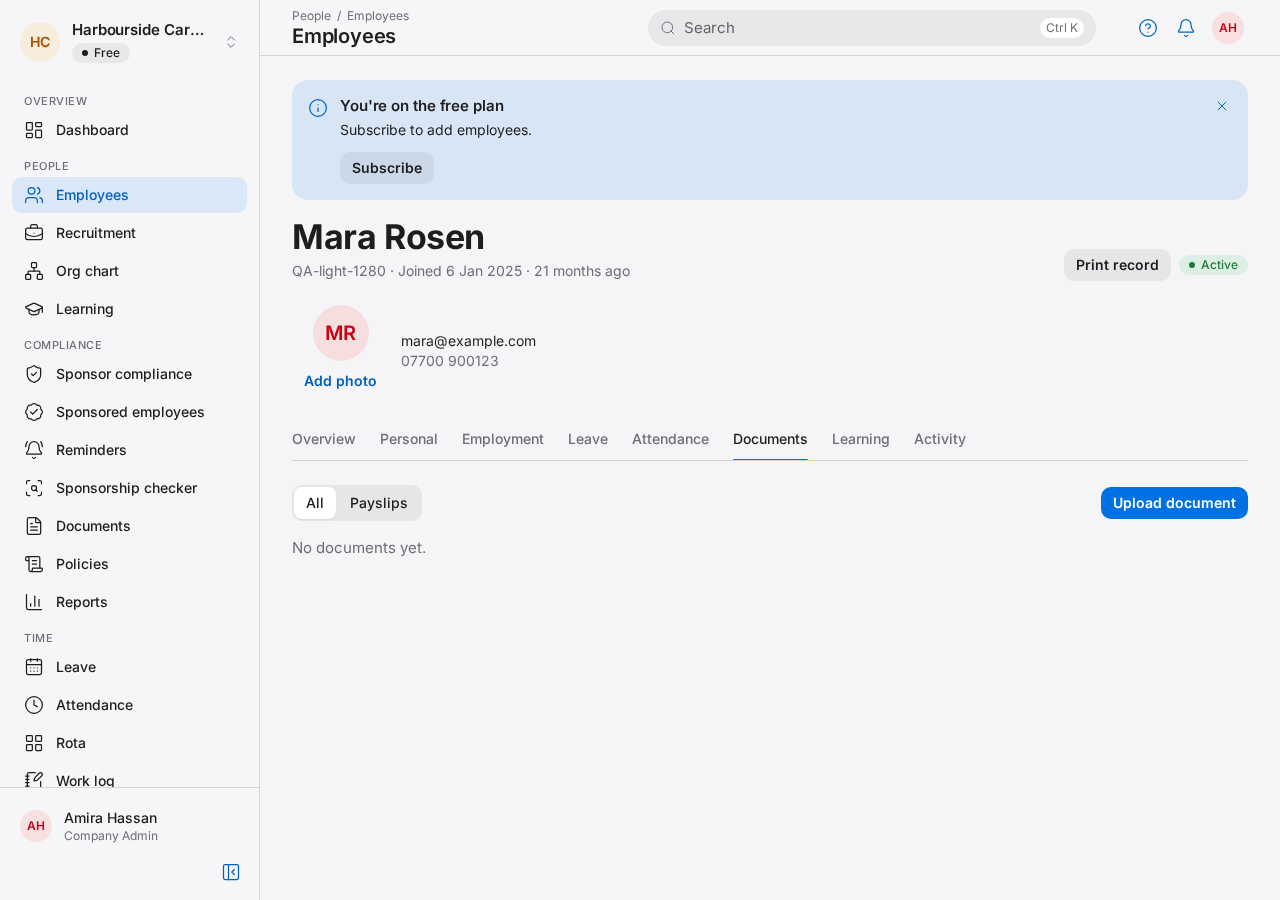 HC
Harbourside Car...
Free
OVERVIEW
Dashboard
PEOPLE
Employees
Recruitment
Org chart
Learning
COMPLIANCE
Sponsor compliance
Sponsored employees
Reminders
Sponsorship checker
Documents
Policies
Reports
TIME
Leave
Attendance
Rota
Work log
AH
Amira Hassan
Company Admin
People / Employees
Employees
Search
Ctrl K
AH
You're on the free plan
Subscribe to add employees.
Subscribe
Mara Rosen
QA-light-1280 · Joined 6 Jan 2025 · 21 months ago
Print record
Active
MR
Add photo
mara@example.com
07700 900123
Overview Personal Employment Leave Attendance Documents Learning Activity
All Payslips
Upload document
No documents yet.